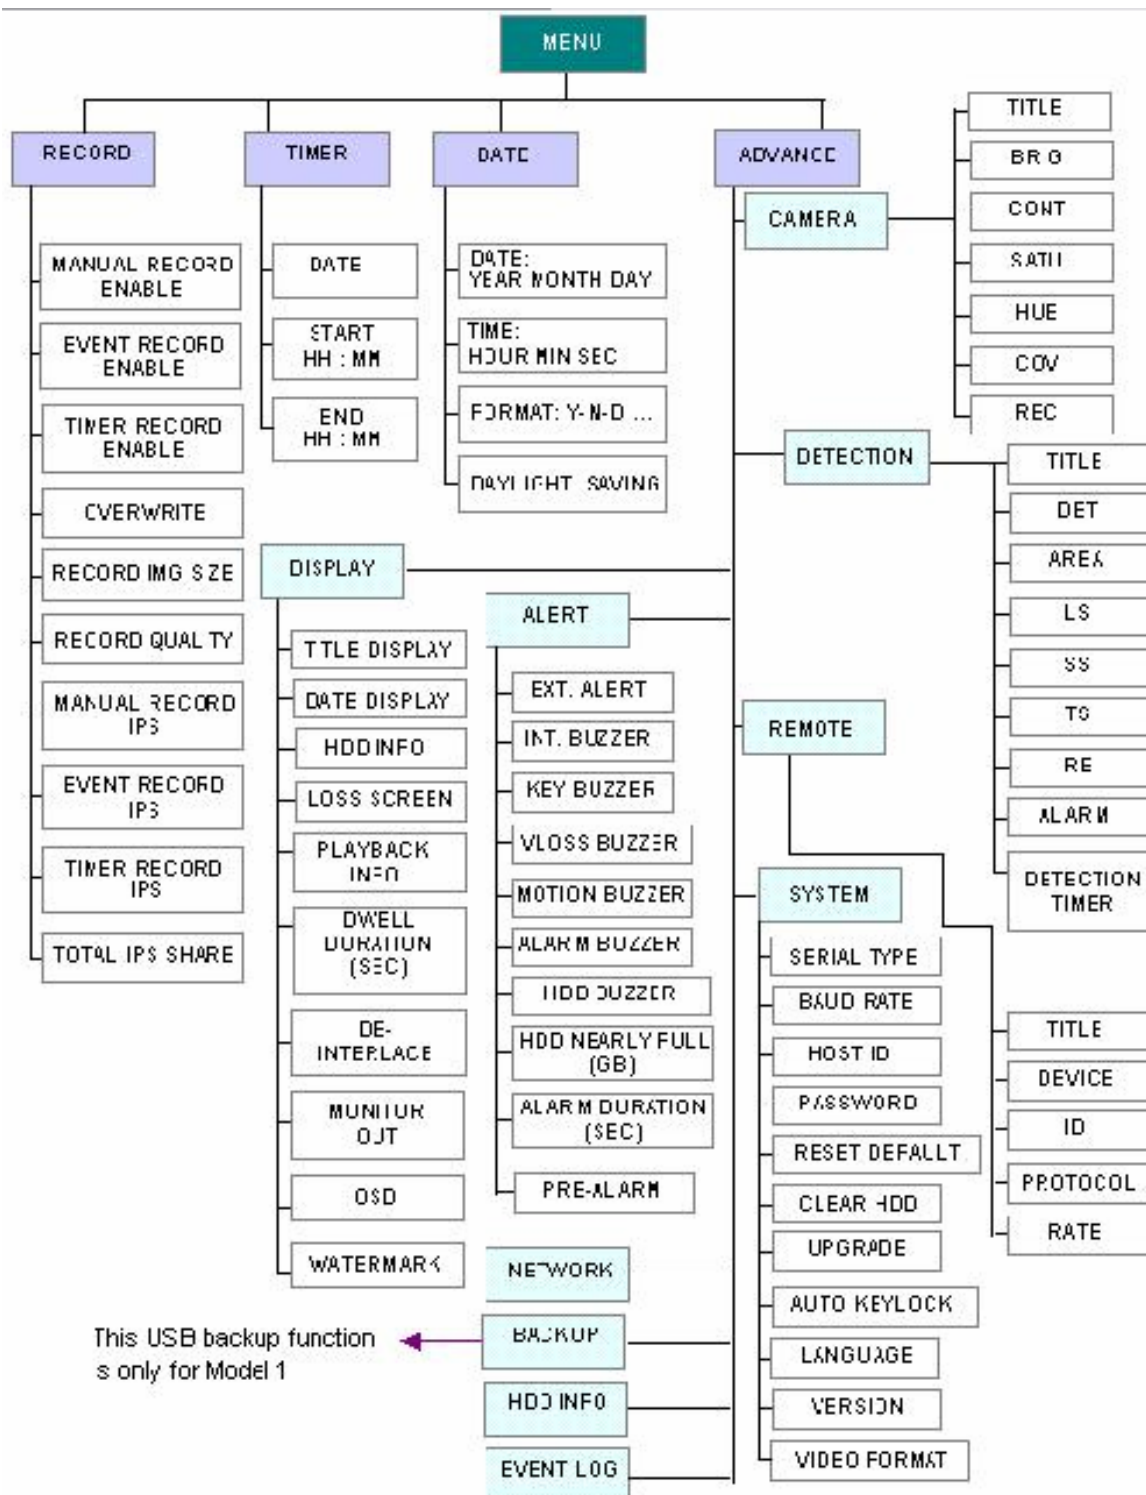 MENU
RECORD
TIMER
DATE
ADVANCE
MANUAL RECORD
ENABLE
EVENT RECORD
ENABLE
TIMER RECORD
ENABLE
OVERWRITE
RECORD IMG SIZE
RECORD QUALITY
MANUAL RECORD
IPS
EVENT RECORD
IPS
TIMER RECORD
IPS
TOTAL IPS SHARE
DATE
START
HH : MM
END
HH : MM
DATE:
YEAR MONTH DAY
TIME:
HOUR MIN SEC
FORMAT: Y-M-D ...
DAYLIGHT SAVING
CAMERA
TITLE
BRIG
CONT
SATU
HUE
COV
REC
DETECTION
TITLE
DET
AREA
LS
SS
TS
RE
ALARM
DETECTION
TIMER
DISPLAY
TITLE DISPLAY
DATE DISPLAY
HDD INFO
LOSS SCREEN
PLAYBACK
INFO
DWELL
DURATION
(SEC)
DE-
INTERLACE
MONITOR
OUT
OSD
WATERMARK
ALERT
EXT. ALERT
INT. BUZZER
KEY BUZZER
VLOSS BUZZER
MOTION BUZZER
ALARM BUZZER
HDD BUZZER
HDD NEARLY FULL
(GB)
ALARM DURATION
(SEC)
PRE-ALARM
REMOTE
TITLE
DEVICE
ID
PROTOCOL
RATE
SYSTEM
SERIAL TYPE
BAUD RATE
HOST ID
PASSWORD
RESET DEFAULT
CLEAR HDD
UPGRADE
AUTO KEYLOCK
LANGUAGE
VERSION
VIDEO FORMAT
NETWORK
BACKUP
This USB backup function
is only for Model 1
HDD INFO
EVENT LOG